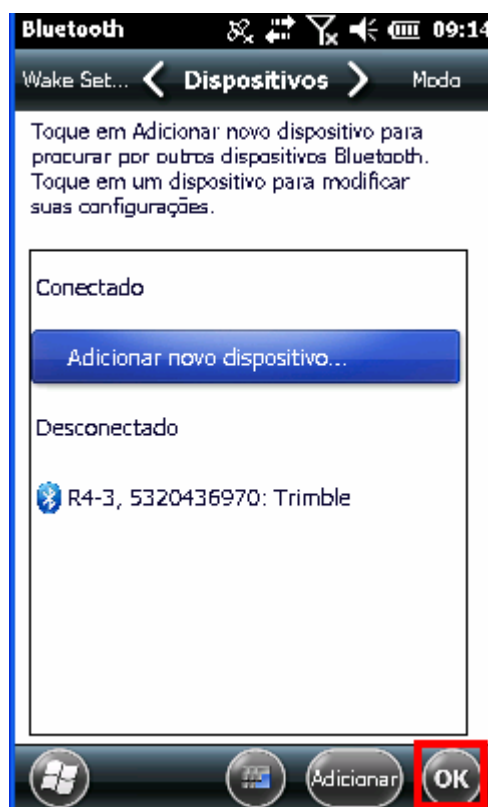 Bluetooth 09:14
Wake Set... Dispositivos Modo
Toque em Adicionar novo dispositivo para
procurar por outros dispositivos Bluetooth.
Toque em um dispositivo para modificar
suas configurações.
Conectado
Adicionar novo dispositivo...
Desconectado
R4-3, 5320436970: Trimble
Adicionar OK